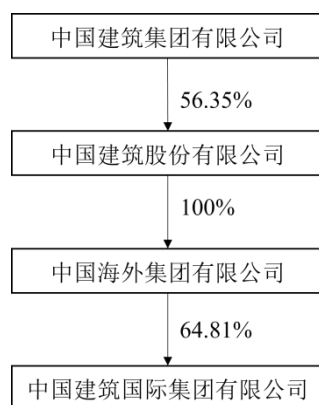 中国建筑集团有限公司
56.35%
中国建筑股份有限公司
100%
中国海外集团有限公司
64.81%
中国建筑国际集团有限公司